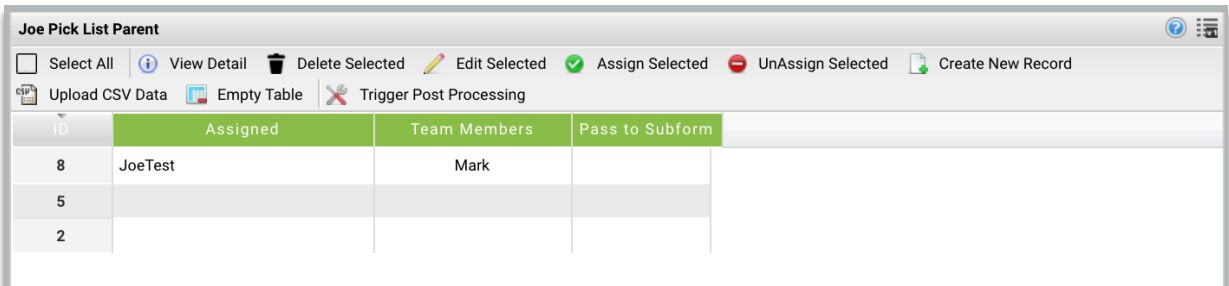 Joe Pick List Parent
Select All View Detail Delete Selected Edit Selected Assign Selected UnAssign Selected Create New Record
Upload CSV Data Empty Table Trigger Post Processing
ID Assigned Team Members Pass to Subform
8 JoeTest Mark
5
2